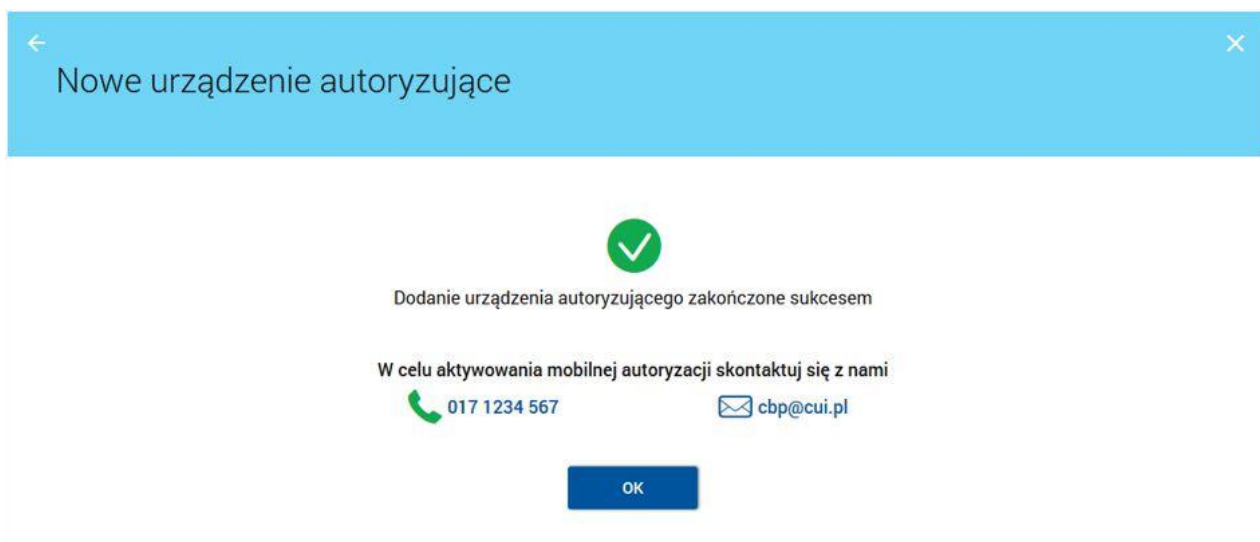 Nowe urządzenie autoryzujące
Dodanie urządzenia autoryzującego zakończone sukcesem
W celu aktywowania mobilnej autoryzacji skontaktuj się z nami
017 1234 567 cbp@cui.pl
OK